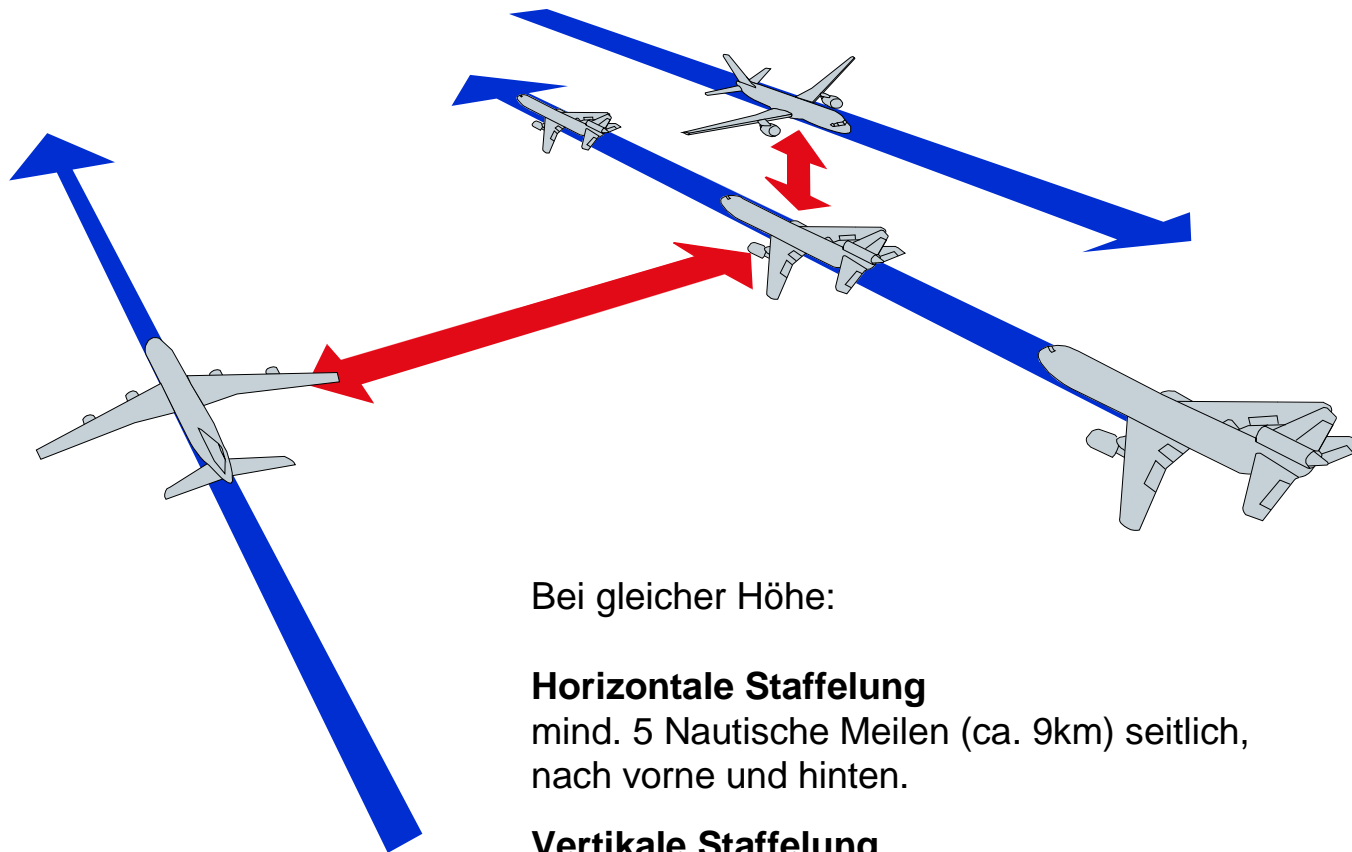 Bei gleicher Höhe:
Horizontale Staffelung
mind. 5 Nautische Meilen (ca. 9km) seitlich,
nach vorne und hinten.
Vertikale Staffelung